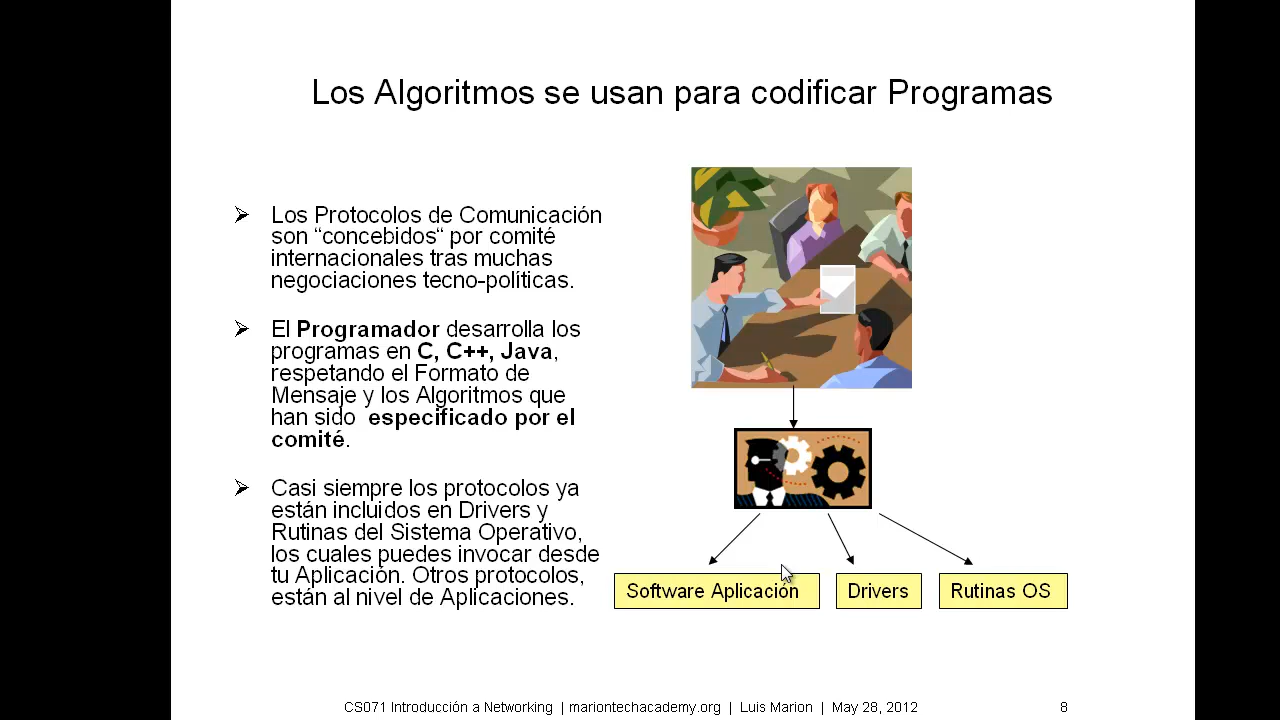 Los Algoritmos se usan para codificar Programas
Los Protocolos de Comunicación
son “concebidos“ por comité
internacionales tras muchas
negociaciones tecno-políticas.
El Programador desarrolla los
programas en C, C++, Java,
respetando el Formato de
Mensaje y los Algoritmos que
han sido especificado por el
comité.
Casi siempre los protocolos ya
están incluidos en Drivers y
Rutinas del Sistema Operativo,
los cuales puedes invocar desde
tu Aplicación. Otros protocolos,
están al nivel de Aplicaciones.
Software Aplicación
Drivers
Rutinas OS
CS071 Introducción a Networking | mariontechacademy.org | Luis Marion | May 28, 2012
8